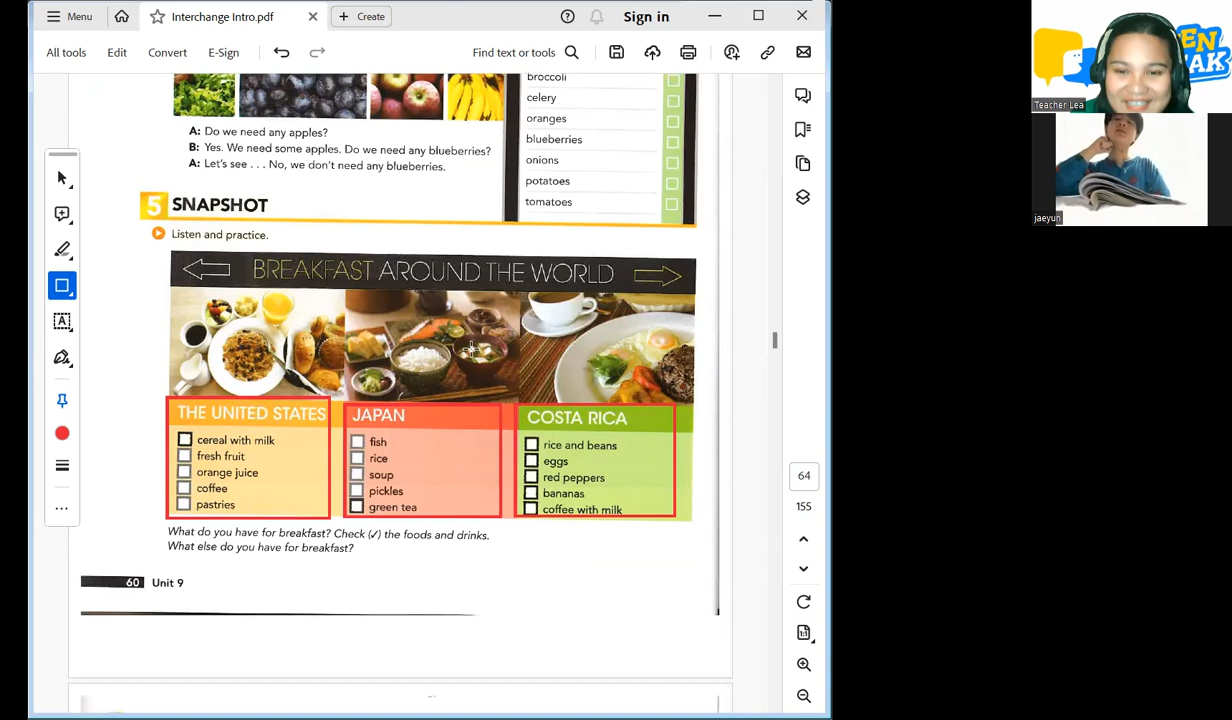 Menu
Interchange Intro.pdf
Create
Sign in
All tools
Edit
Convert
E-Sign
Find text or tools
broccoli
celery
oranges
blueberries
onions
potatoes
tomatoes
A: Do we need any apples?
B: Yes. We need some apples. Do we need any blueberries?
A: Let's see . . . No, we don't need any blueberries.
5 SNAPSHOT
Listen and practice.
BREAKFAST AROUND THE WORLD
THE UNITED STATES
cereal with milk
fresh fruit
orange juice
coffee
pastries
JAPAN
fish
rice
soup
pickles
green tea
COSTA RICA
rice and beans
eggs
red peppers
bananas
coffee with milk
What do you have for breakfast? Check (✓) the foods and drinks.
What else do you have for breakfast?
60 Unit 9
64
155
1:1
Teacher Lea
jaeyun